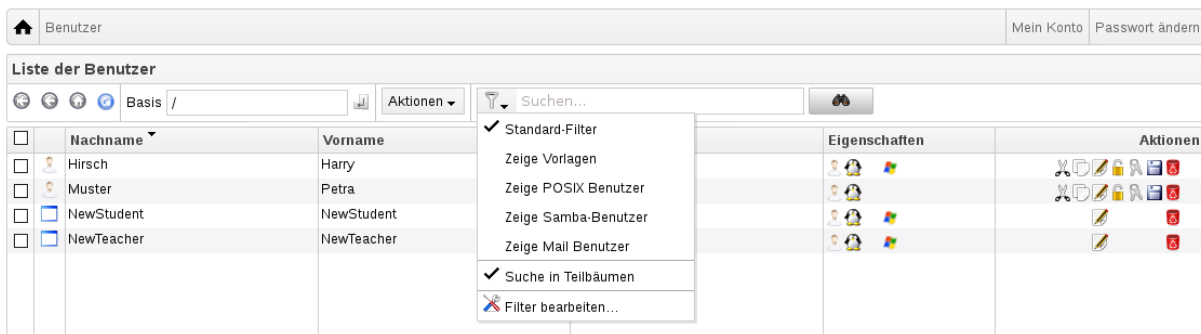 Benutzer Mein Konto Passwort ändern
Liste der Benutzer
Basis / Aktionen Suchen...
Nachname Vorname Eigenschaften Aktionen
Standard-Filter
Hirsch Harry
Zeige Vorlagen
Muster Petra
Zeige POSIX Benutzer
NewStudent NewStudent
Zeige Samba-Benutzer
NewTeacher NewTeacher
Zeige Mail Benutzer
Suche in Teilbäumen
Filter bearbeiten...